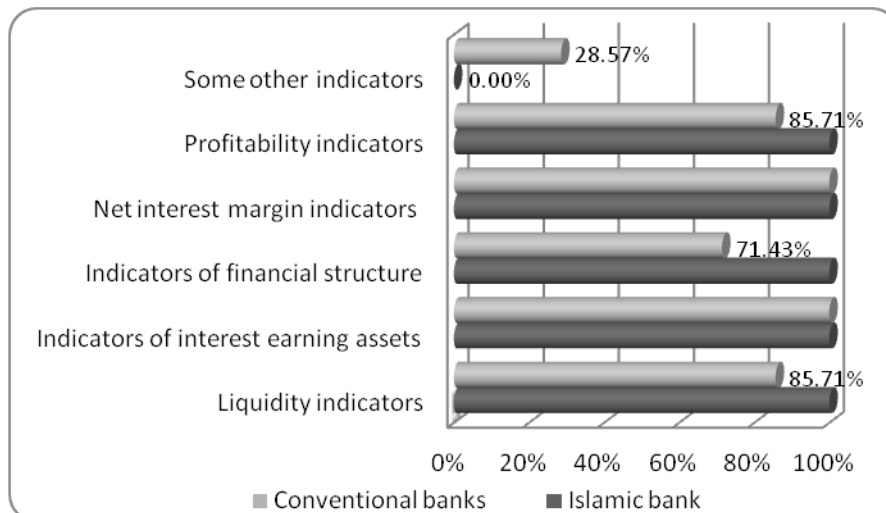 28.57%
Some other indicators
0.00%
85.71%
Profitability indicators
Net interest margin indicators
71.43%
Indicators of financial structure
Indicators of interest earning assets
85.71%
Liquidity indicators
0% 20% 40% 60% 80% 100%
Conventional banks Islamic bank